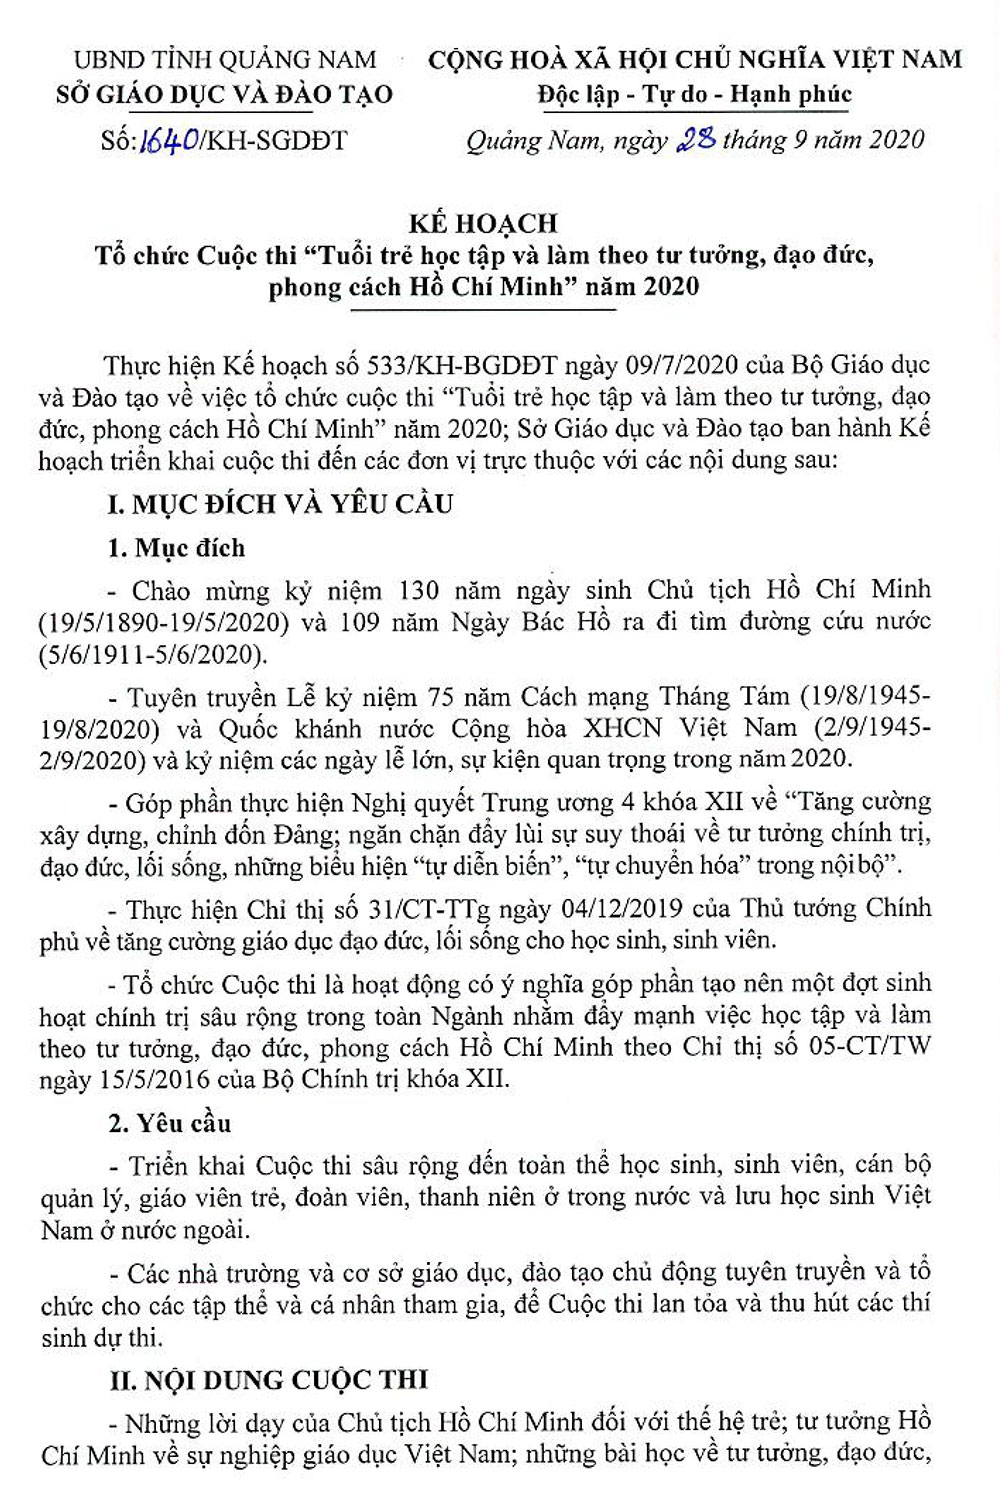 UBND TỈNH QUẢNG NAM
SỞ GIÁO DỤC VÀ ĐÀO TẠO
Số:1640/KH-SGDĐT
CỘNG HOÀ XÃ HỘI CHỦ NGHĨA VIỆT NAM
Độc lập - Tự do - Hạnh phúc
Quảng Nam, ngày 28 tháng 9 năm 2020
KẾ HOẠCH
Tổ chức Cuộc thi “Tuổi trẻ học tập và làm theo tư tưởng, đạo đức,
phong cách Hồ Chí Minh” năm 2020
Thực hiện Kế hoạch số 533/KH-BGDĐT ngày 09/7/2020 của Bộ Giáo dục
và Đào tạo về việc tổ chức cuộc thi “Tuổi trẻ học tập và làm theo tư tưởng, đạo
đức, phong cách Hồ Chí Minh” năm 2020; Sở Giáo dục và Đào tạo ban hành Kế
hoạch triển khai cuộc thi đến các đơn vị trực thuộc với các nội dung sau:
I. MỤC ĐÍCH VÀ YÊU CẦU
1. Mục đích
- Chào mừng kỷ niệm 130 năm ngày sinh Chủ tịch Hồ Chí Minh
(19/5/1890-19/5/2020) và 109 năm Ngày Bác Hồ ra đi tìm đường cứu nước
(5/6/1911-5/6/2020).
- Tuyên truyền Lễ kỷ niệm 75 năm Cách mạng Tháng Tám (19/8/1945-
19/8/2020) và Quốc khánh nước Cộng hòa XHCN Việt Nam (2/9/1945-
2/9/2020) và kỷ niệm các ngày lễ lớn, sự kiện quan trọng trong năm 2020.
- Góp phần thực hiện Nghị quyết Trung ương 4 khóa XII về “Tăng cường
xây dựng, chỉnh đốn Đảng; ngăn chặn đẩy lùi sự suy thoái về tư tưởng chính trị,
đạo đức, lối sống, những biểu hiện “tự diễn biến”, “tự chuyển hóa” trong nội bộ”.
- Thực hiện Chỉ thị số 31/CT-TTg ngày 04/12/2019 của Thủ tướng Chính
phủ về tăng cường giáo dục đạo đức, lối sống cho học sinh, sinh viên.
- Tổ chức Cuộc thi là hoạt động có ý nghĩa góp phần tạo nên một đợt sinh
hoạt chính trị sâu rộng trong toàn Ngành nhằm đẩy mạnh việc học tập và làm
theo tư tưởng, đạo đức, phong cách Hồ Chí Minh theo Chỉ thị số 05-CT/TW
ngày 15/5/2016 của Bộ Chính trị khóa XII.
2. Yêu cầu
- Triển khai Cuộc thi sâu rộng đến toàn thể học sinh, sinh viên, cán bộ
quản lý, giáo viên trẻ, đoàn viên, thanh niên ở trong nước và lưu học sinh Việt
Nam ở nước ngoài.
- Các nhà trường và cơ sở giáo dục, đào tạo chủ động tuyên truyền và tổ
chức cho các tập thể và cá nhân tham gia, để Cuộc thi lan tỏa và thu hút các thí
sinh dự thi.
II. NỘI DUNG CUỘC THI
- Những lời dạy của Chủ tịch Hồ Chí Minh đối với thế hệ trẻ; tư tưởng Hồ
Chí Minh về sự nghiệp giáo dục Việt Nam; những bài học về tư tưởng, đạo đức,